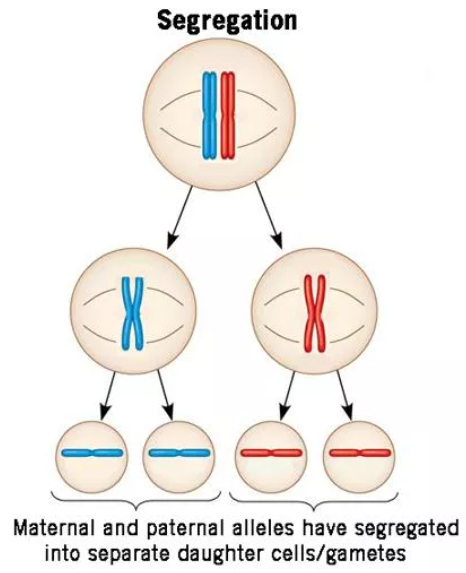 Segregation
Maternal and paternal alleles have segregated
into separate daughter cells/gametes